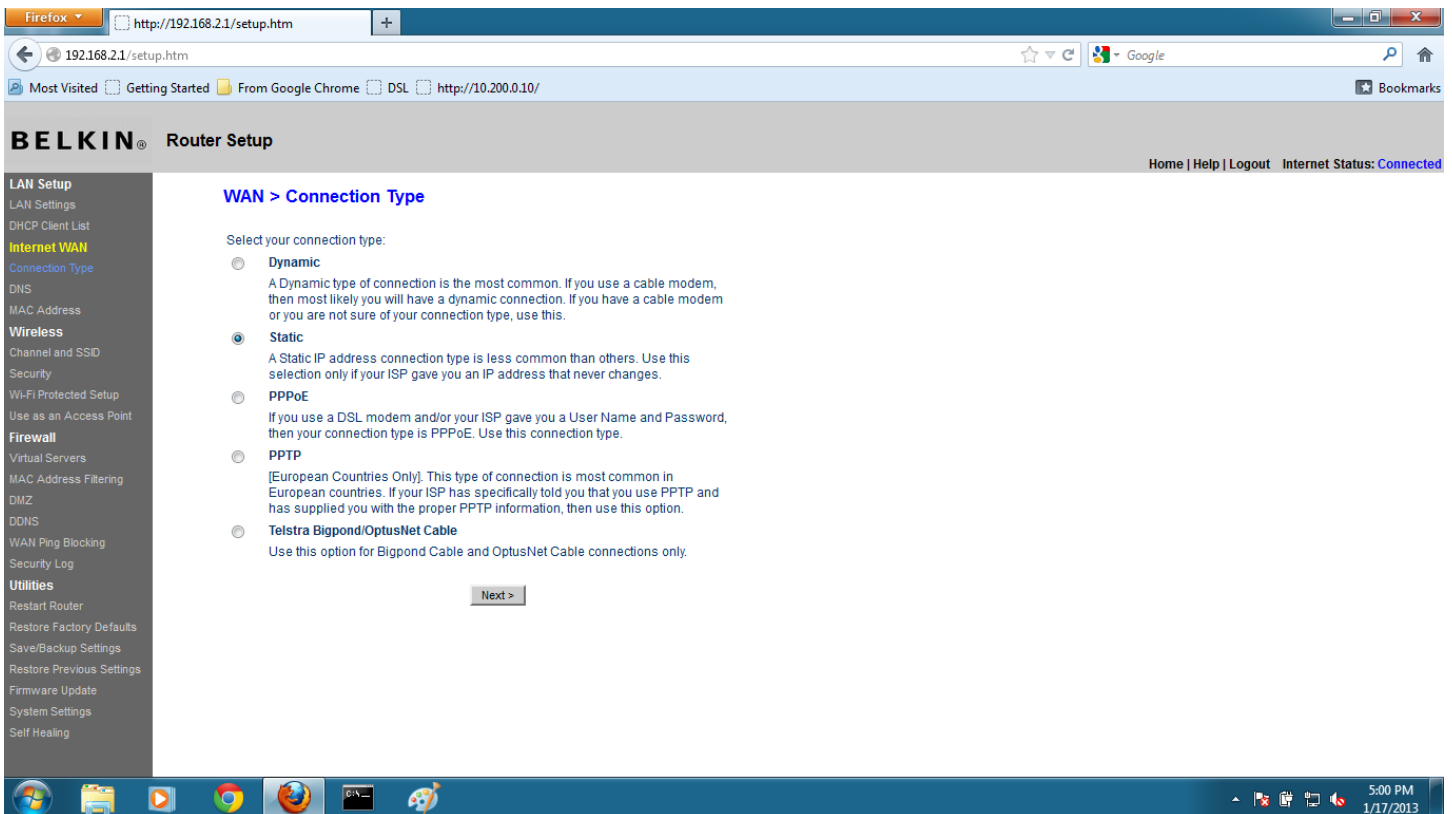 Firefox
http://192.168.2.1/setup.htm
+
192.168.2.1/setup.htm
Google
Most Visited Getting Started From Google Chrome DSL http://10.200.0.10/
Bookmarks
BELKIN® Router Setup
Home | Help | Logout Internet Status: Connected
LAN Setup
LAN Settings
DHCP Client List
Internet WAN
Connection Type
DNS
MAC Address
Wireless
Channel and SSID
Security
Wi-Fi Protected Setup
Use as an Access Point
Firewall
Virtual Servers
MAC Address Filtering
DMZ
DDNS
WAN Ping Blocking
Security Log
Utilities
Restart Router
Restore Factory Defaults
Save/Backup Settings
Restore Previous Settings
Firmware Update
System Settings
Self Healing
WAN > Connection Type
Select your connection type:
Dynamic
A Dynamic type of connection is the most common. If you use a cable modem,
then most likely you will have a dynamic connection. If you have a cable modem
or you are not sure of your connection type, use this.
Static
A Static IP address connection type is less common than others. Use this
selection only if your ISP gave you an IP address that never changes.
PPPoE
If you use a DSL modem and/or your ISP gave you a User Name and Password,
then your connection type is PPPoE. Use this connection type.
PPTP
[European Countries Only]. This type of connection is most common in
European countries. If your ISP has specifically told you that you use PPTP and
has supplied you with the proper PPTP information, then use this option.
Telstra Bigpond/OptusNet Cable
Use this option for Bigpond Cable and OptusNet Cable connections only.
Next >
C:\_
5:00 PM
1/17/2013